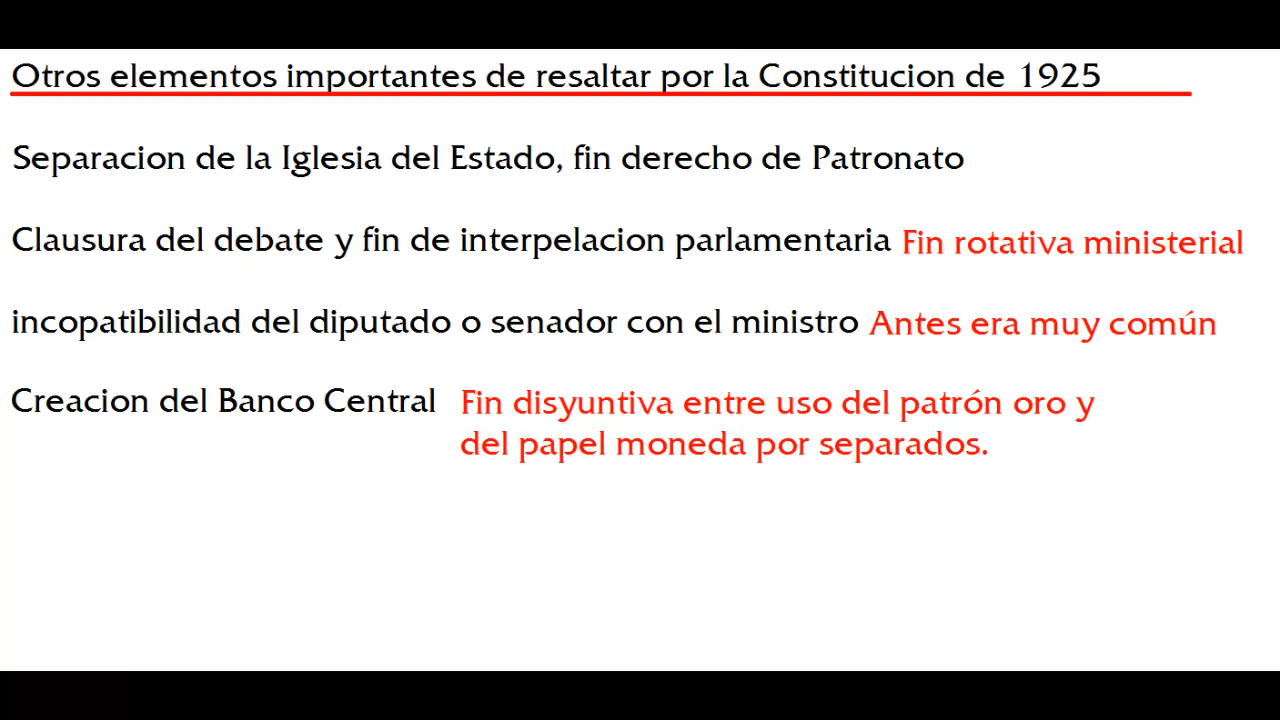 Otros elementos importantes de resaltar por la Constitucion de 1925
Separacion de la Iglesia del Estado, fin derecho de Patronato
Clausura del debate y fin de interpelacion parlamentaria Fin rotativa ministerial
incopatibilidad del diputado o senador con el ministro Antes era muy común
Creacion del Banco Central Fin disyuntiva entre uso del patrón oro y
del papel moneda por separados.